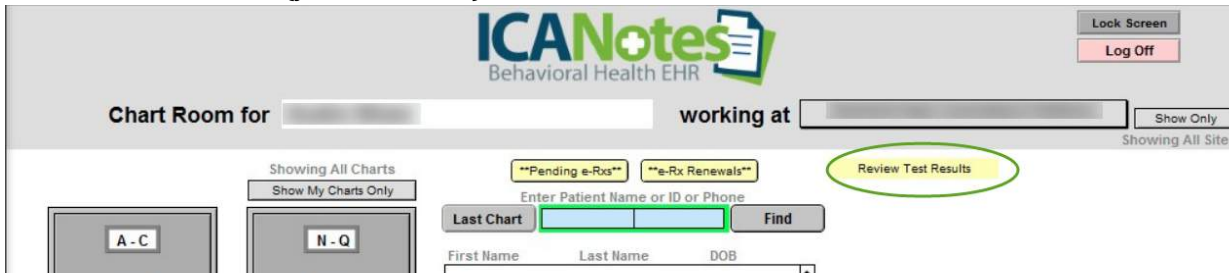 ICANotes
Behavioral Health EHR
Lock Screen
Log Off
Chart Room for
working at
Show Only
Showing All Site
Showing All Charts
Show My Charts Only
**Pending e-Rxs**
**e-Rx Renewals**
Review Test Results
Enter Patient Name or ID or Phone
Last Chart
Find
A - C
N - Q
First Name Last Name DOB